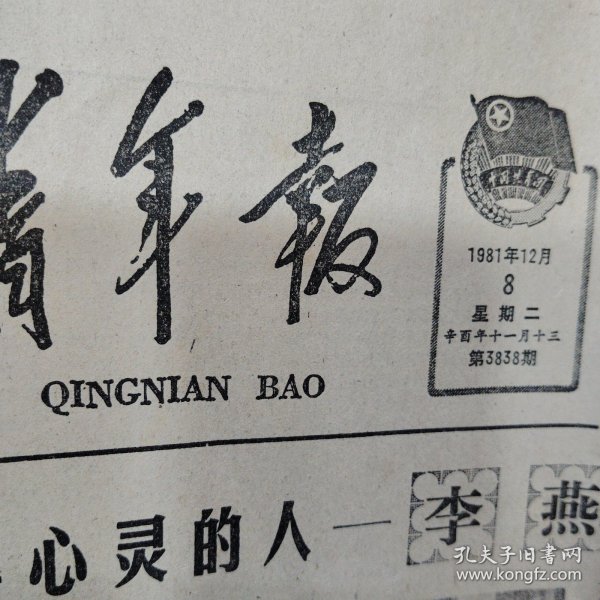 青年报
QINGNIAN BAO
1981年12月
8
星期二
辛酉年十一月十三
第3838期
心灵的人——李燕
孔夫子旧书网
www.kongfz.com